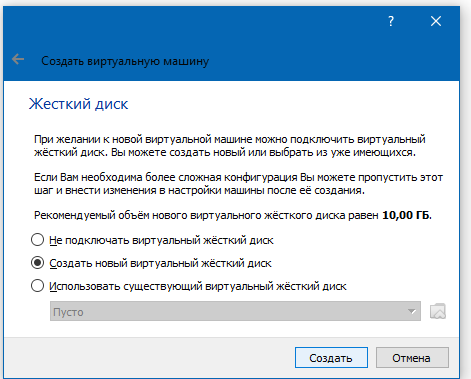 ?
Создать виртуальную машину
Жесткий диск
При желании к новой виртуальной машине можно подключить виртуальный
жёсткий диск. Вы можете создать новый или выбрать из уже имеющихся.
Если Вам необходима более сложная конфигурация Вы можете пропустить этот
шаг и внести изменения в настройки машины после её создания.
Рекомендуемый объём нового виртуального жёсткого диска равен 10,00 ГБ.
Не подключать виртуальный жёсткий диск
Создать новый виртуальный жёсткий диск
Использовать существующий виртуальный жёсткий диск
Пусто
Создать Отмена